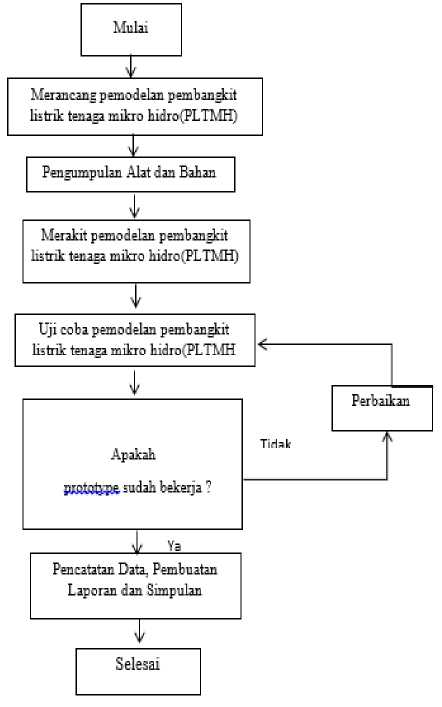 Mulai
Merancang pemodelan pembangkit
listrik tenaga mikro hidro(PLTMH)
Pengumpulan Alat dan Bahan
Merakit pemodelan pembangkit
listrik tenaga mikro hidro(PLTMH)
Uji coba pemodelan pembangkit
listrik tenaga mikro hidro(PLTMH
Perbaikan
Tidak
Apakah
prototype sudah bekerja ?
Ya
Pencatatan Data, Pembuatan
Laporan dan Simpulan
Selesai